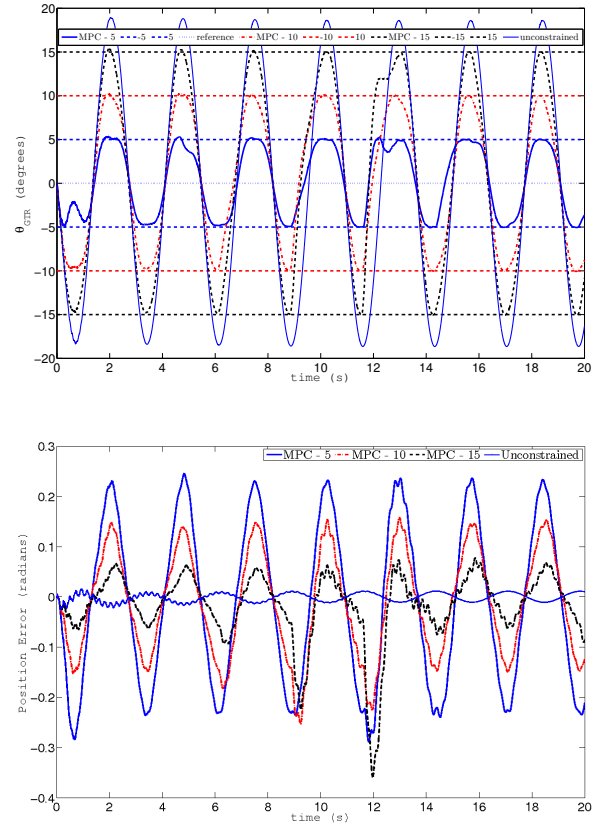 20
MPC - 5 -5 5 reference MPC - 10 -10 10 MPC - 15 -15 15 unconstrained
15
10
5
0
−5
−10
−15
−20
θGTR (degrees)
0 2 4 6 8 10 12 14 16 18 20
time (s)
0.3
MPC - 5 MPC - 10 MPC - 15 Unconstrained
0.2
0.1
0
−0.1
−0.2
−0.3
−0.4
Position Error (radians)
0 2 4 6 8 10 12 14 16 18 20
time (s)